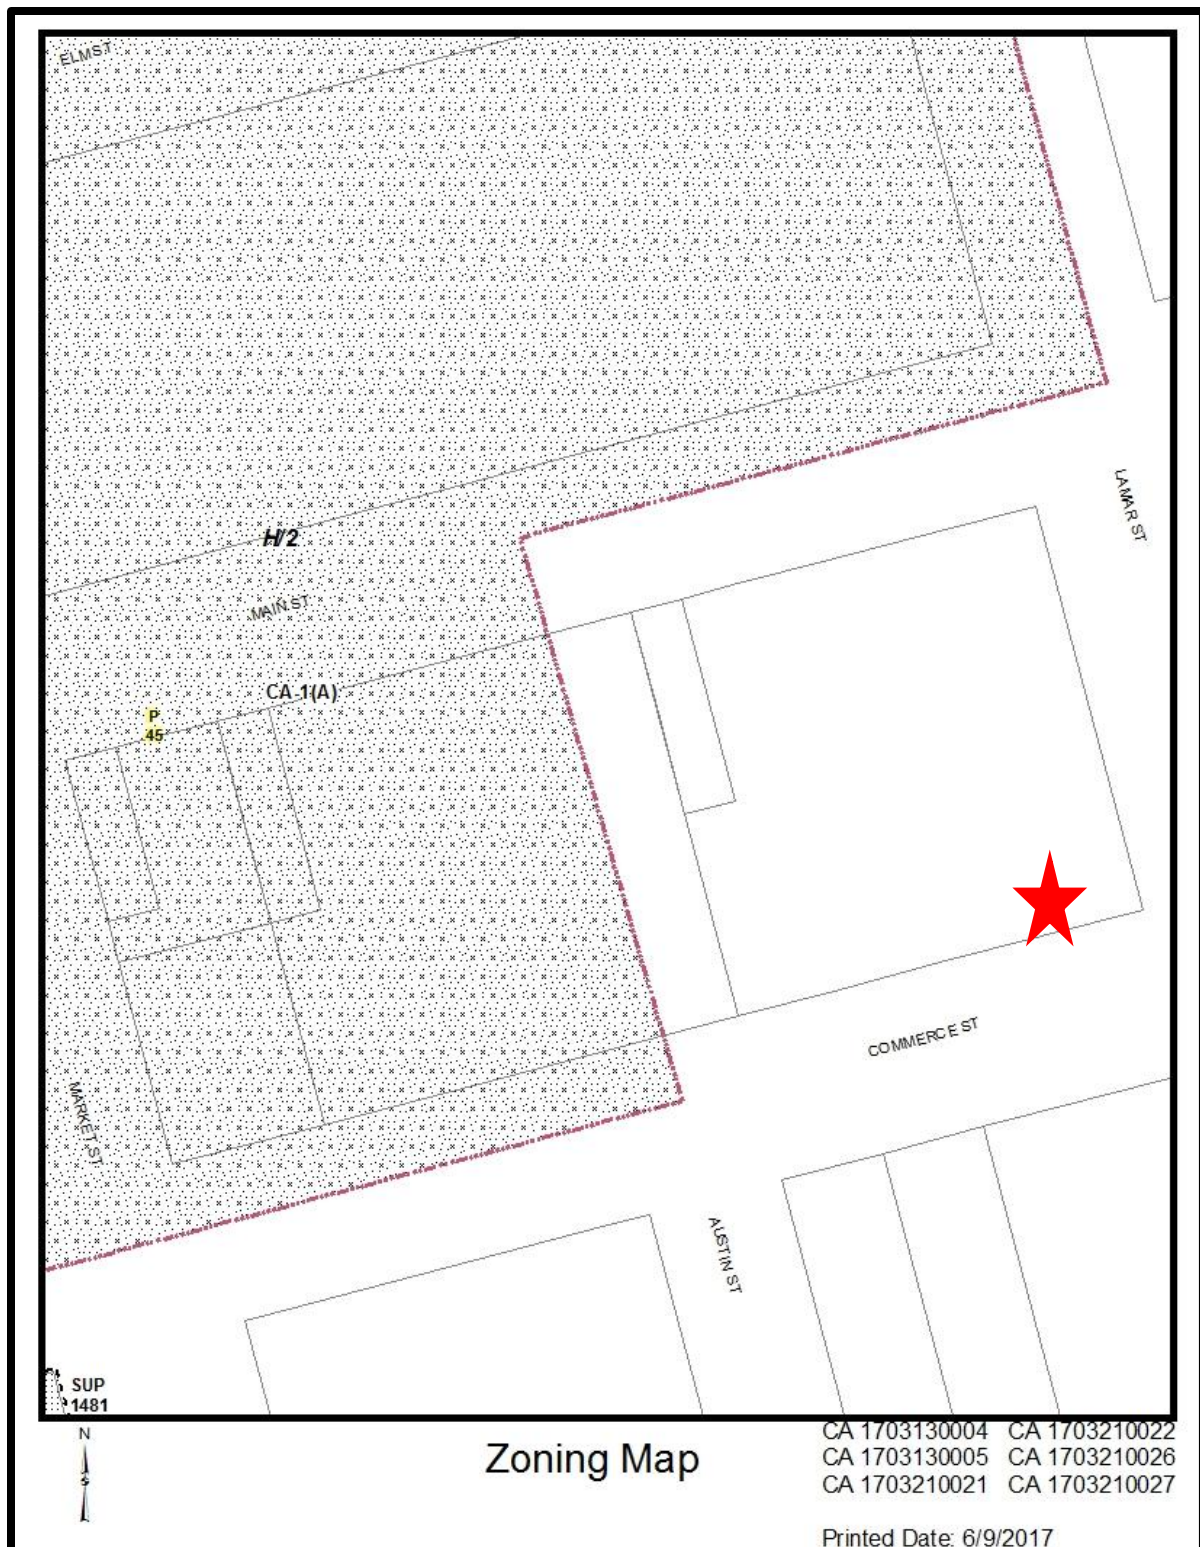 ELM ST
LAMAR ST
H/2
MAIN ST
CA-1(A)
P
45
COMMERCE ST
MARKET ST
AUSTIN ST
SUP
1481
N
S
Zoning Map
CA 1703130004 CA 1703210022
CA 1703130005 CA 1703210026
CA 1703210021 CA 1703210027
Printed Date: 6/9/2017